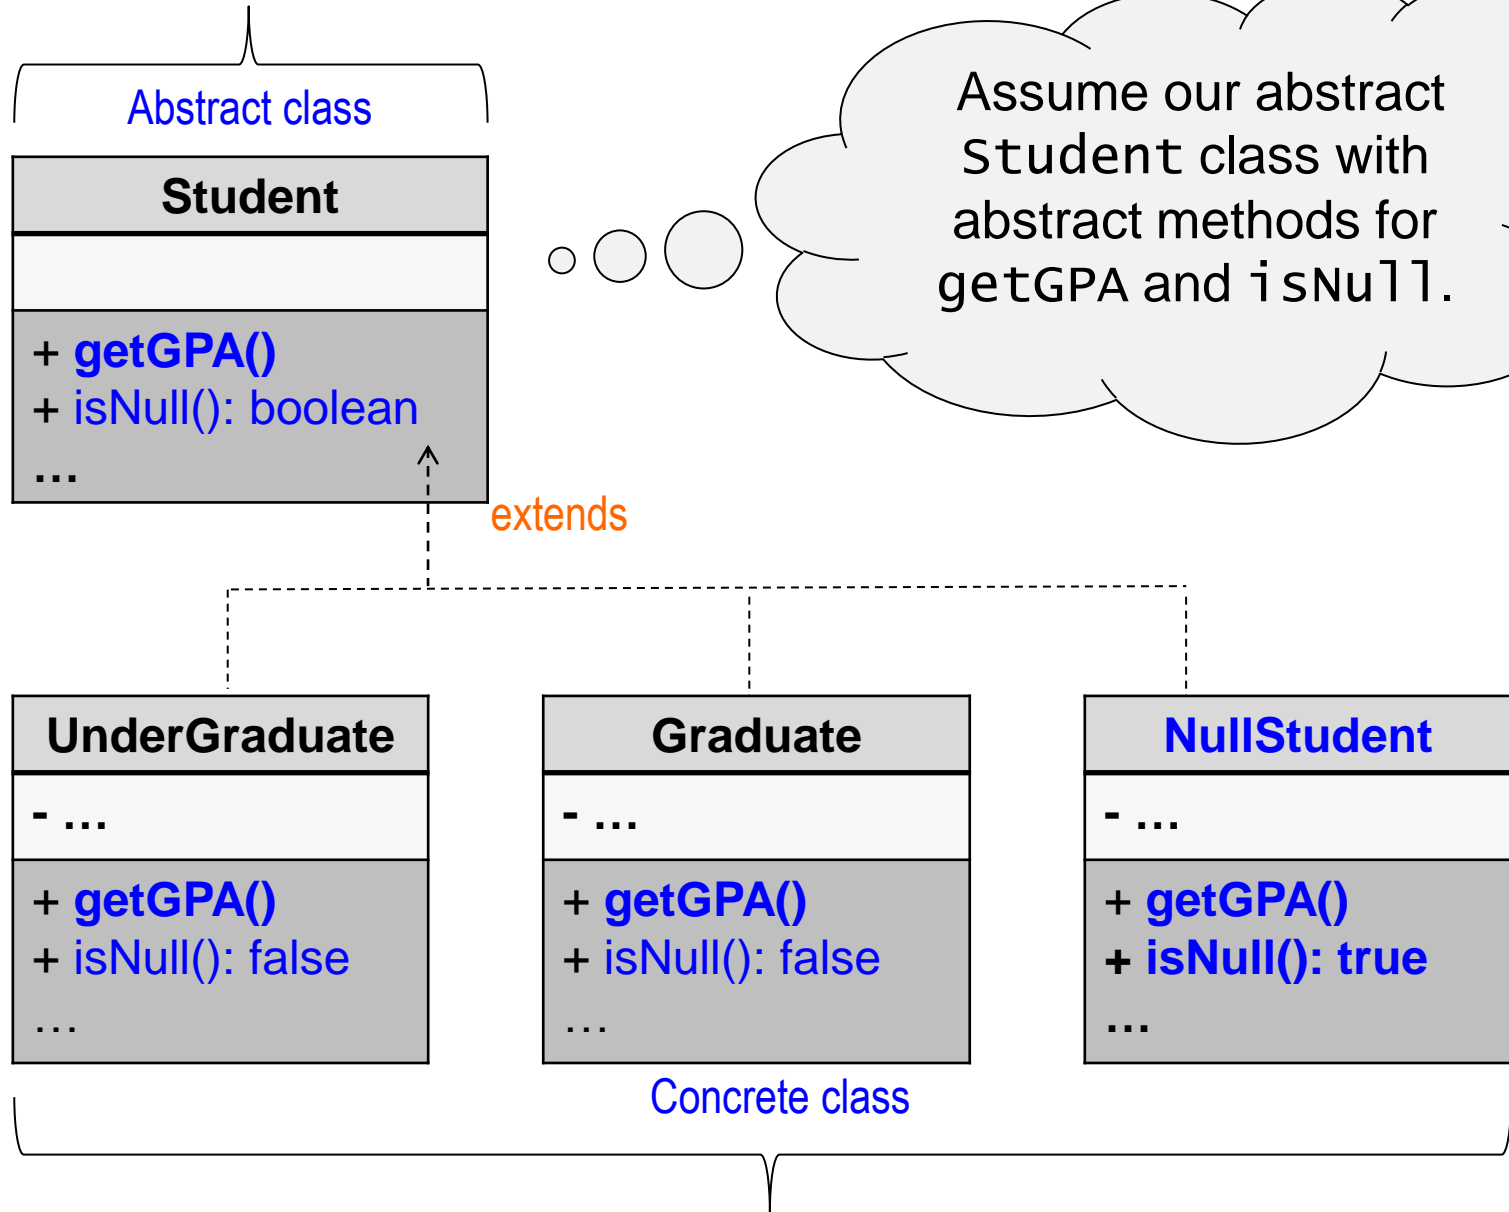 Abstract class
Student
+ getGPA()
+ isNull(): boolean
…
Assume our abstract
Student class with
abstract methods for
getGPA and isNull.
extends
UnderGraduate
- …
+ getGPA()
+ isNull(): false
…
Graduate
- …
+ getGPA()
+ isNull(): false
…
NullStudent
- …
+ getGPA()
+ isNull(): true
…
Concrete class